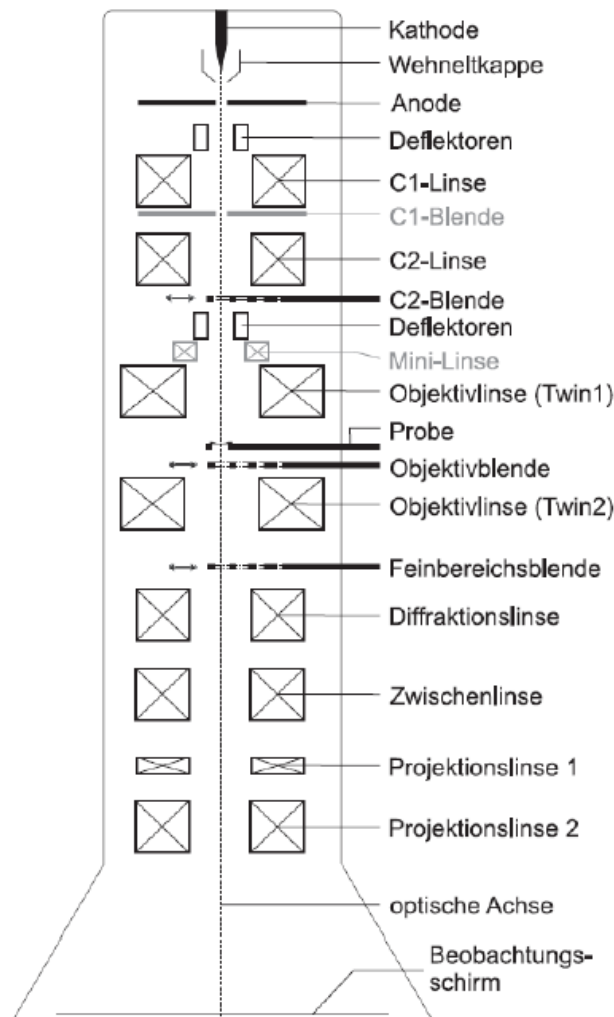 Kathode
Wehneltkappe
Anode
Deflektoren
C1-Linse
C1-Blende
C2-Linse
C2-Blende
Deflektoren
Mini-Linse
Objektivlinse (Twin1)
Probe
Objektivblende
Objektivlinse (Twin2)
Feinbereichsblende
Diffraktionslinse
Zwischenlinse
Projektionslinse 1
Projektionslinse 2
optische Achse
Beobachtungs-
schirm